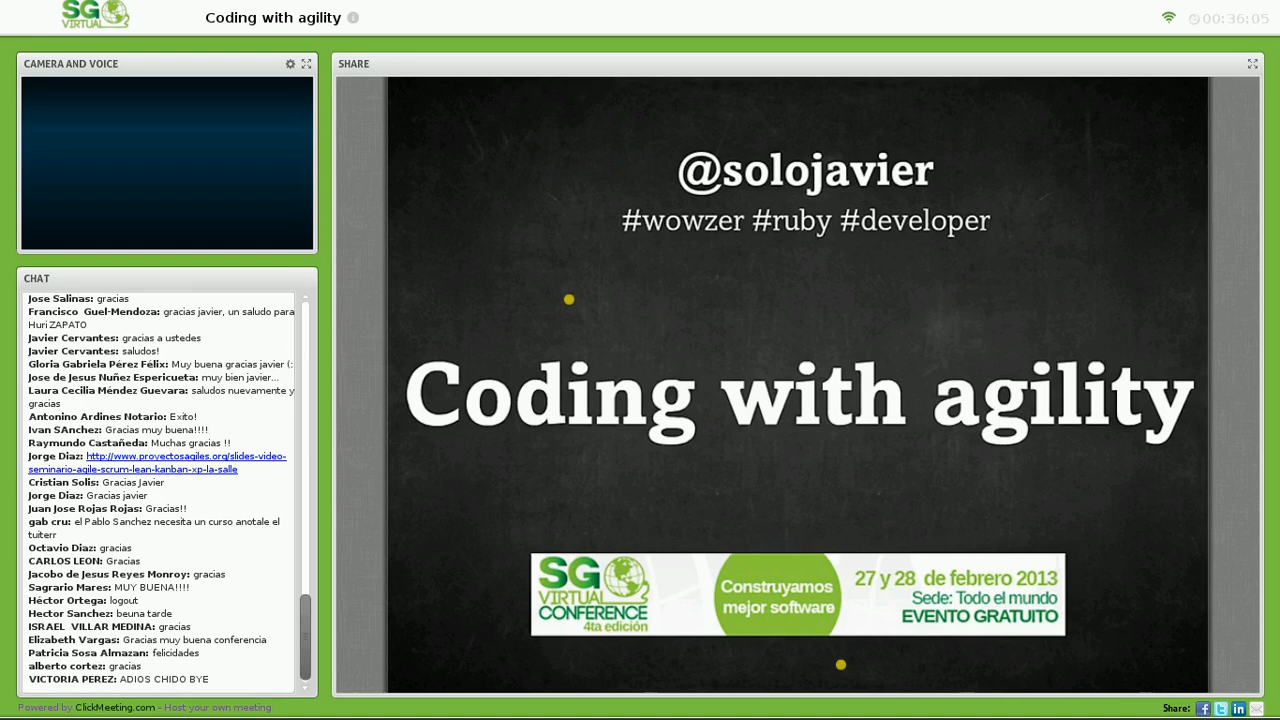 SG
VIRTUAL
Coding with agility
00:36:05
CAMERA AND VOICE
CHAT
Jose Salinas: gracias
Francisco Guel-Mendoza: gracias javier, un saludo para
Huri ZAPATO
Javier Cervantes: gracias a ustedes
Javier Cervantes: saludos!
Gloria Gabriela Pérez Félix: Muy buena gracias javier (:
Jose de Jesus Nuñez Espericueta: muy bien javier...
Laura Cecilia Méndez Guevara: saludos nuevamente y
gracias
Antonino Ardines Notario: Exito!
Ivan SAnchez: Gracias muy buena!!!!
Raymundo Castañeda: Muchas gracias !!
Jorge Diaz: http://www.proyectosagiles.org/slides-video-
seminario-agile-scrum-lean-kanban-xp-la-salle
Cristian Solis: Gracias Javier
Jorge Diaz: Gracias javier
Juan Jose Rojas Rojas: Gracias!!
gab cru: el Pablo Sanchez necesita un curso anotale el
tuiterr
Octavio Diaz: gracias
CARLOS LEON: Gracias
Jacobo de Jesus Reyes Monroy: gracias
Sagrario Mares: MUY BUENA!!!!
Héctor Ortega: logout
Hector Sanchez: beuna tarde
ISRAEL VILLAR MEDINA: gracias
Elizabeth Vargas: Gracias muy buena conferencia
Patricia Sosa Almazan: felicidades
alberto cortez: gracias
VICTORIA PEREZ: ADIOS CHIDO BYE
SHARE
@solojavier
#wowzer #ruby #developer
Coding with agility
SG
VIRTUAL
CONFERENCE
4ta edición
Construyamos
mejor software
27 y 28 de febrero 2013
Sede: Todo el mundo
EVENTO GRATUITO
Powered by ClickMeeting.com - Host your own meeting
Share: